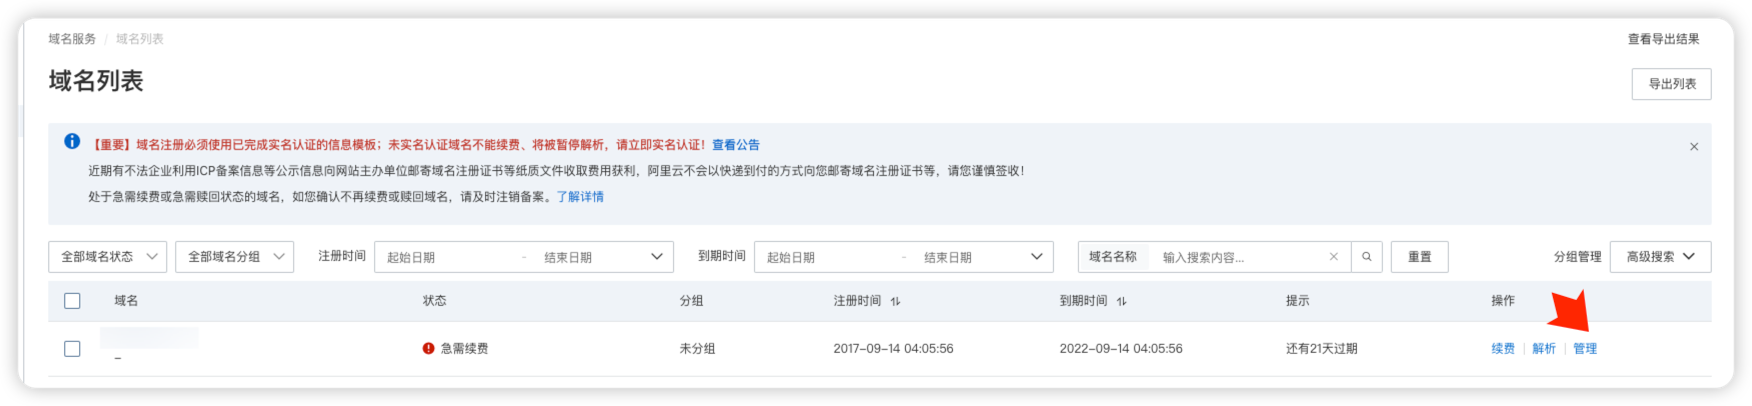 域名服务 / 域名列表
查看导出结果
域名列表
导出列表
【重要】域名注册必须使用已完成实名认证的信息模板；未实名认证域名不能续费、将被暂停解析，请立即实名认证！查看公告
近期有不法企业利用ICP备案信息等公示信息向网站主办单位邮寄域名注册证书等纸质文件收取费用获利，阿里云不会以快递到付的方式向您邮寄域名注册证书等，请您谨慎签收！
处于急需续费或急需赎回状态的域名，如您确认不再续费或赎回域名，请及时注销备案。了解详情
全部域名状态 全部域名分组 注册时间 起始日期 - 结束日期 到期时间 起始日期 - 结束日期 域名名称 输入搜索内容... 重置 分组管理 高级搜索
域名 状态 分组 注册时间 到期时间 提示 操作
急需续费 未分组 2017-09-14 04:05:56 2022-09-14 04:05:56 还有21天过期 续费 解析 管理
-